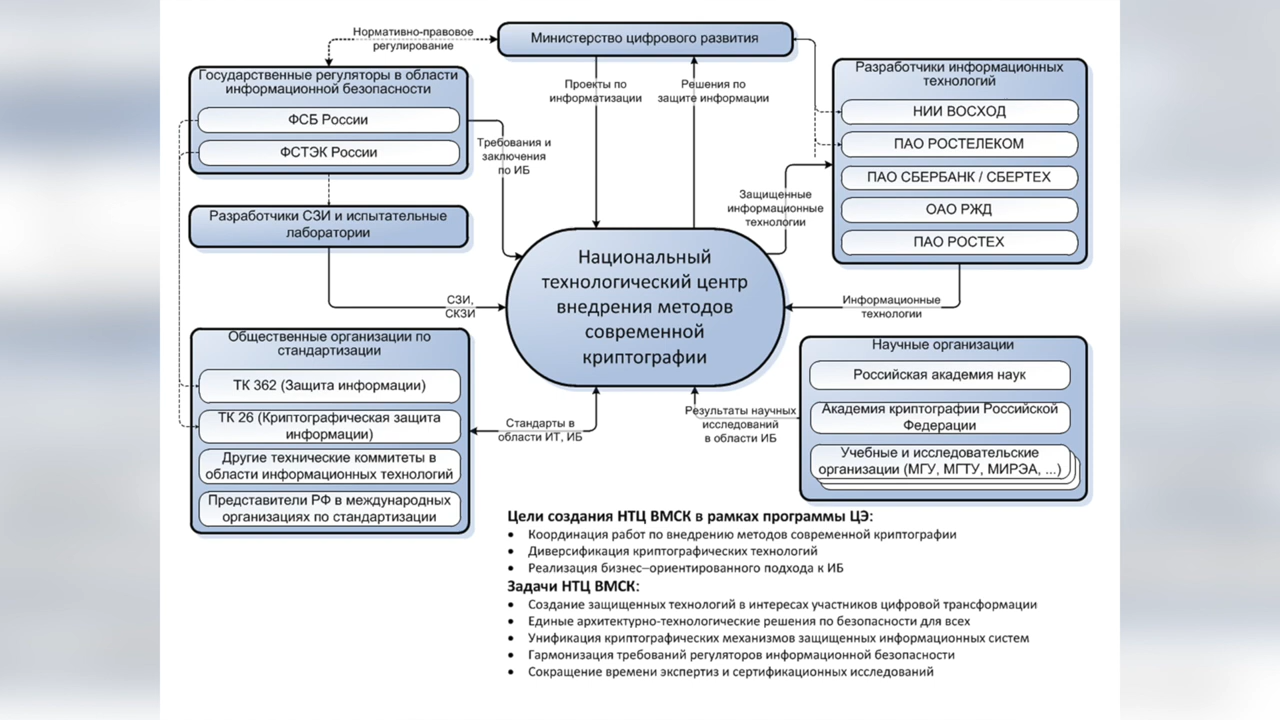 Нормативно-правовое
регулирование
Министерство цифрового развития
Государственные регуляторы в области
информационной безопасности
ФСБ России
ФСТЭК России
Проекты по
информатизации
Решения по
защите информации
Разработчики информационных
технологий
НИИ ВОСХОД
ПАО РОСТЕЛЕКОМ
ПАО СБЕРБАНК / СБЕРТЕХ
ОАО РЖД
ПАО РОСТЕХ
Требования и
заключения
по ИБ
Защищенные
информационные
технологии
Разработчики СЗИ и испытательные
лаборатории
Национальный
технологический центр
внедрения методов
современной
криптографии
СЗИ,
СКЗИ
Информационные
технологии
Общественные организации по
стандартизации
ТК 362 (Защита информации)
ТК 26 (Криптографическая защита
информации)
Другие технические коммитеты в
области информационных технологий
Представители РФ в международных
организациях по стандартизации
Стандарты в
области ИТ, ИБ
Результаты научных
исследований
в области ИБ
Научные организации
Российская академия наук
Академия криптографии Российской
Федерации
Учебные и исследовательские
организации (МГУ, МГТУ, МИРЭА, ...)
Цели создания НТЦ ВМСК в рамках программы ЦЭ:
• Координация работ по внедрению методов современной криптографии
• Диверсификация криптографических технологий
• Реализация бизнес–ориентированного подхода к ИБ
Задачи НТЦ ВМСК:
• Создание защищенных технологий в интересах участников цифровой трансформации
• Единые архитектурно-технологические решения по безопасности для всех
• Унификация криптографических механизмов защищенных информационных систем
• Гармонизация требований регуляторов информационной безопасности
• Сокращение времени экспертиз и сертификационных исследований